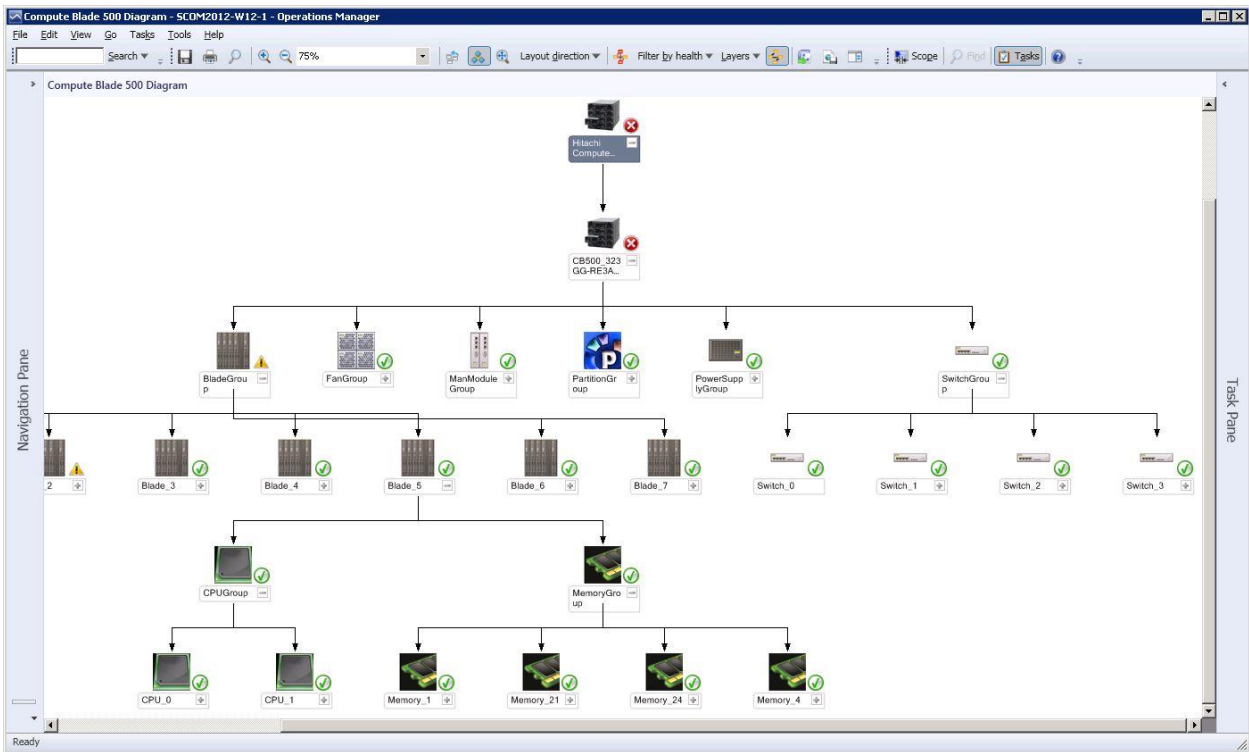 Compute Blade 500 Diagram - SCOM2012-W12-1 - Operations Manager
File Edit View Go Tasks Tools Help
Search 75% Layout direction Filter by health Layers Scope Find Tasks
Compute Blade 500 Diagram
Navigation Pane
Task Pane
Hitachi
Compute...
CB500_323
GG-RE3A...
BladeGrou
p
FanGroup
ManModule
Group
PartitionGr
oup
PowerSupp
lyGroup
SwitchGrou
p
_2 Blade_3 Blade_4 Blade_5 Blade_6 Blade_7 Switch_0 Switch_1 Switch_2 Switch_3
CPUGroup
MemoryGro
up
CPU_0 CPU_1 Memory_1 Memory_21 Memory_24 Memory_4
Ready